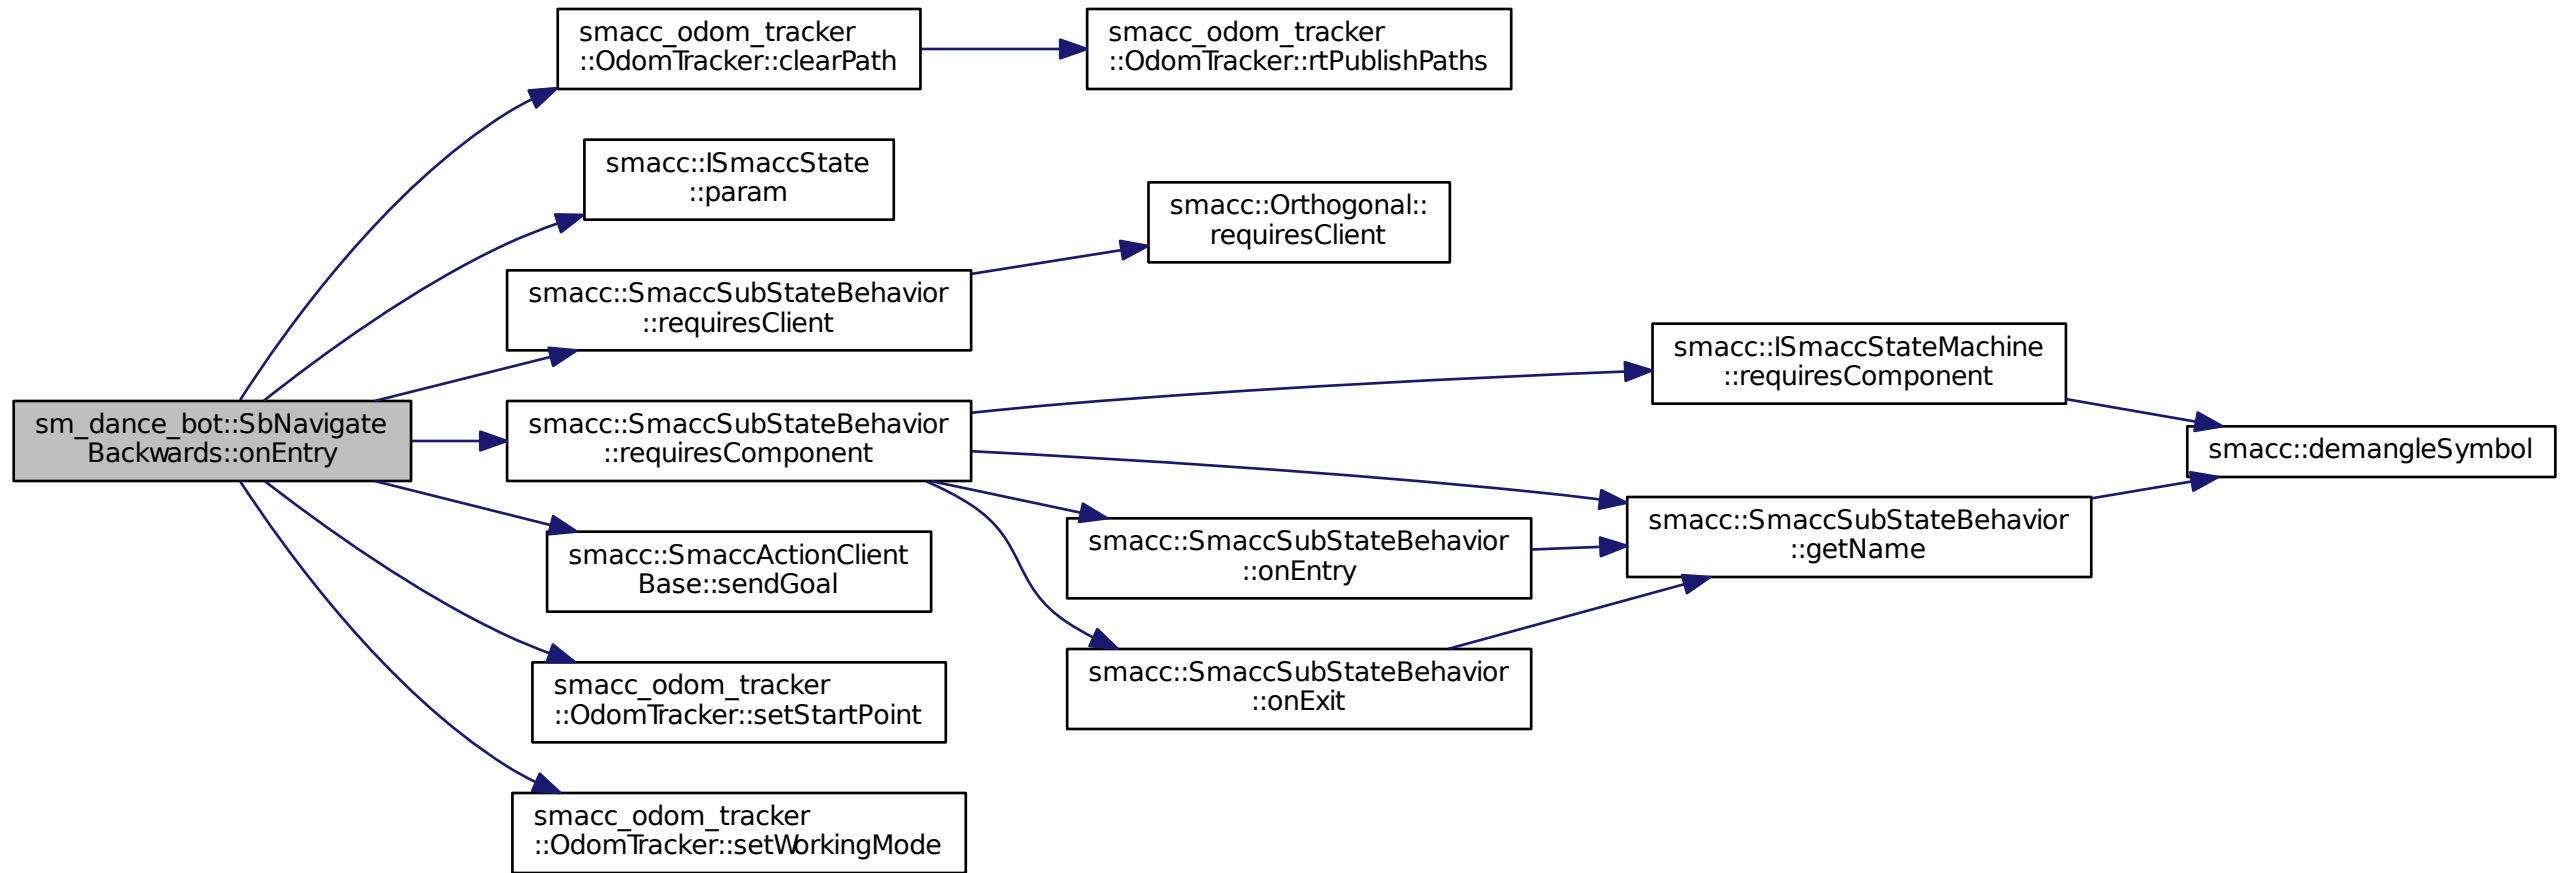 smacc_odom_tracker
::OdomTracker::clearPath
smacc_odom_tracker
::OdomTracker::rtPublishPaths
smacc::ISmaccState
::param
smacc::Orthogonal::
requiresClient
smacc::SmaccSubStateBehavior
::requiresClient
smacc::ISmaccStateMachine
::requiresComponent
sm_dance_bot::SbNavigate
Backwards::onEntry
smacc::SmaccSubStateBehavior
::requiresComponent
smacc::demangleSymbol
smacc::SmaccSubStateBehavior
::getName
smacc::SmaccSubStateBehavior
::onEntry
smacc::SmaccActionClient
Base::sendGoal
smacc::SmaccSubStateBehavior
::onExit
smacc_odom_tracker
::OdomTracker::setStartPoint
smacc_odom_tracker
::OdomTracker::setWorkingMode